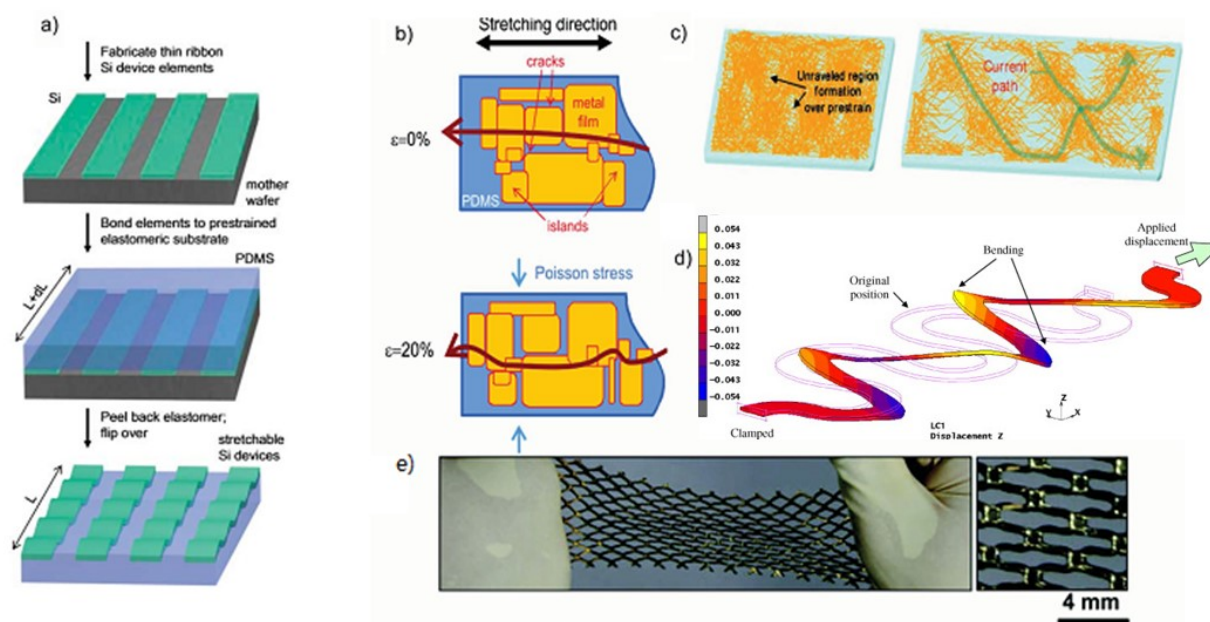 a)
Fabricate thin ribbon
Si device elements
Si
mother
wafer
Bond elements to prestrained
elastomeric substrate
PDMS
L+dL
Peel back elastomer;
flip over
stretchable
Si devices
L
b)
Stretching direction
cracks
metal
film
ε=0%
PDMS
islands
Poisson stress
ε=20%
c)
Unraveled region
formation
over prestrain
Current
path
d)
0.054
0.043
0.032
0.022
0.011
0.000
-0.011
-0.022
-0.032
-0.043
-0.054
Bending
Applied
displacement
Original
position
Clamped
Z
Y
X
LC1
Displacement Z
e)
4 mm